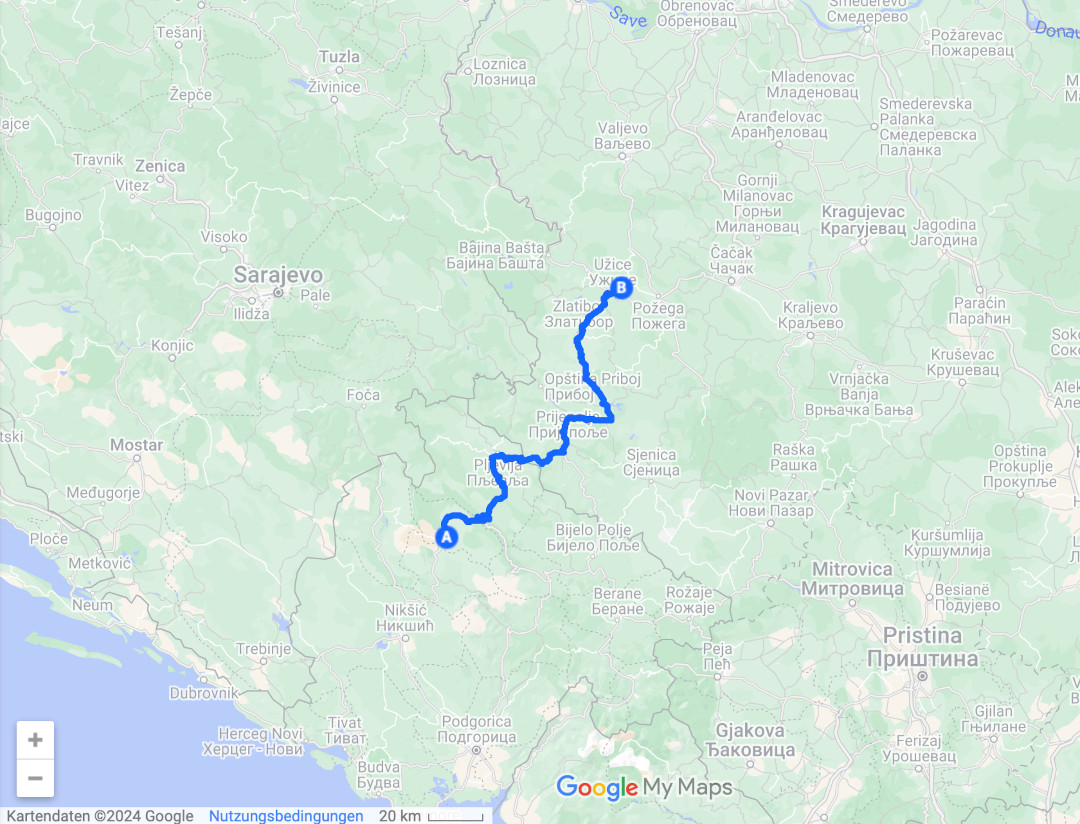 Obrenovac
Обреновац
Smederevo
Смедерево
Save
Donau
Tešanj
Tuzla
Živinice
Loznica
Лозница
Požarevac
Пожаревац
Mladenovac
Младеновац
Žepče
Smederevska
Palanka
Смедеревска
Паланка
Aranđelovac
Аранђеловац
Valjevo
Ваљево
Travnik
Zenica
Vitez
Gornji
Milanovac
Горњи
Милановац
Bugojno
Kragujevac
Крагујевац
Jagodina
Јагодина
Visoko
Bajina Bašta
Бајина Башта
Čačak
Чачак
Sarajevo
Pale
Ilidža
Užice
B
Zlatibor
Златибор
Požega
Пожега
Kraljevo
Краљево
Paraćin
Параћин
Konjic
Kruševac
Крушевац
Foča
Opština Priboj
Прибој
Vrnjačka
Banja
Врњачка Бања
Mostar
Prijepolje
Пријепоље
Raška
Рашка
Sjenica
Сјеница
Opština
Prokuplje
Прокупље
Pljevlja
Пљевља
Međugorje
Novi Pazar
Нови Пазар
A
Ploče
Bijelo Polje
Бијело Поље
Kuršumlija
Куршумлија
Metković
Mitrovica
Митровица
Besianë
Подујево
Neum
Nikšić
Никшић
Berane
Беране
Rožaje
Рожаје
Pristina
Приштина
Trebinje
Peja
Пећ
Dubrovnik
Gjilan
Гњилане
Herceg Novi
Херцег-Нови
Tivat
Тиват
Podgorica
Подгорица
Gjakova
Ђаковица
Ferizaj
Урошевац
Budva
Будва
+
−
Google My Maps
Kartendaten ©2024 Google Nutzungsbedingungen 20 km